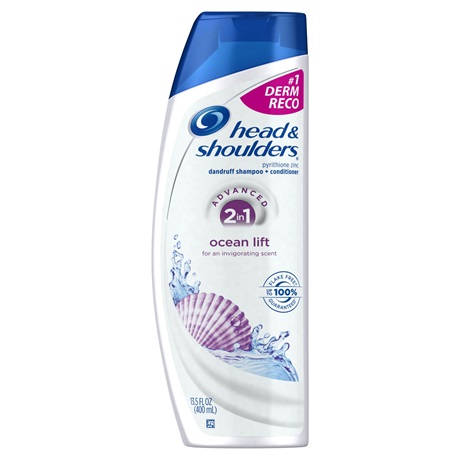 #1
DERM
RECO
head &
shoulders®
pyrithione zinc
dandruff shampoo + conditioner
ADVANCED
2in1
ocean lift
for an invigorating scent
FLAKE FREE
UP TO 100%
GUARANTEED
13.5 FL OZ
(400 mL)